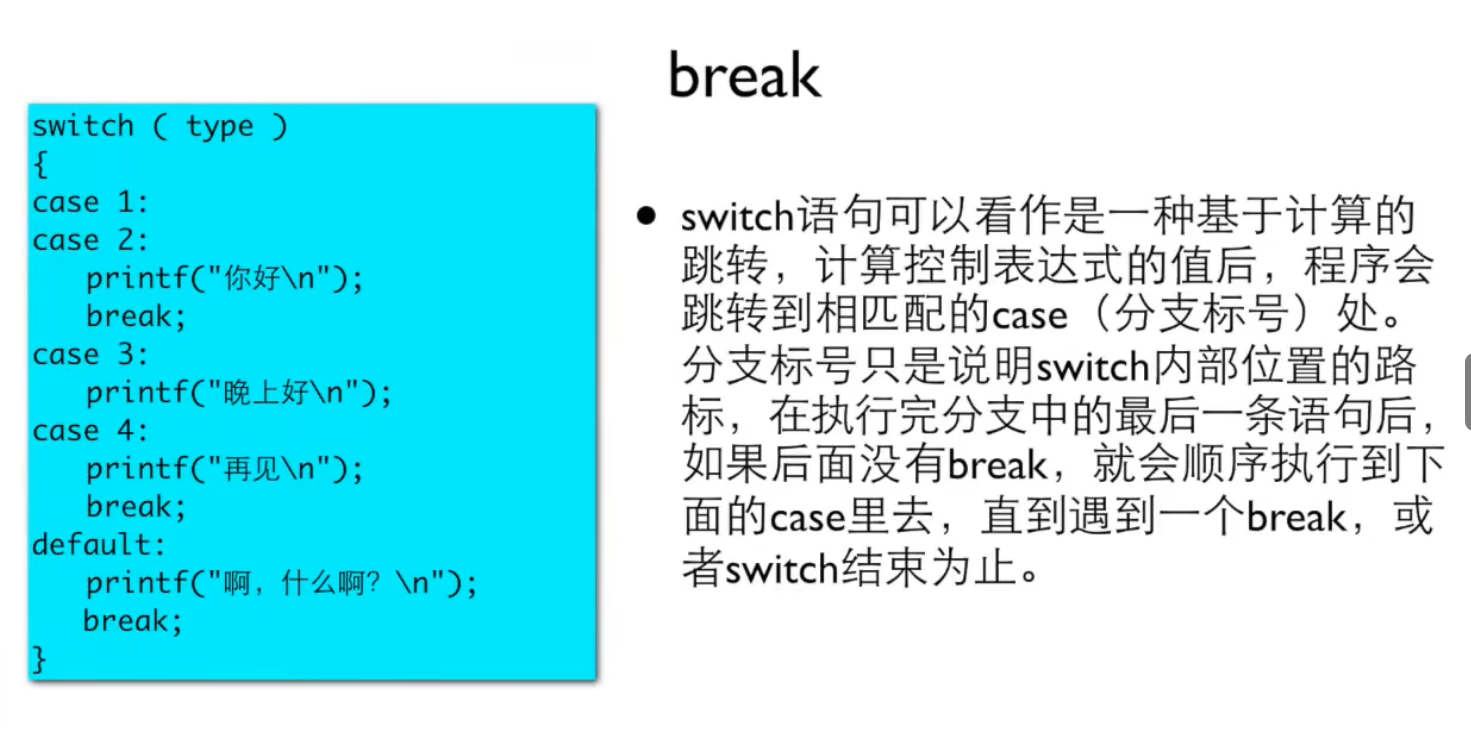 break
switch ( type )
{
case 1:
case 2:
printf("你好\n");
break;
case 3:
printf("晚上好\n");
case 4:
printf("再见\n");
break;
default:
printf("啊，什么啊？\n");
break;
}
• switch语句可以看作是一种基于计算的
跳转，计算控制表达式的值后，程序会
跳转到相匹配的case（分支标号）处。
分支标号只是说明switch内部位置的路
标，在执行完分支中的最后一条语句后，
如果后面没有break，就会顺序执行到下
面的case里去，直到遇到一个break，或
者switch结束为止。